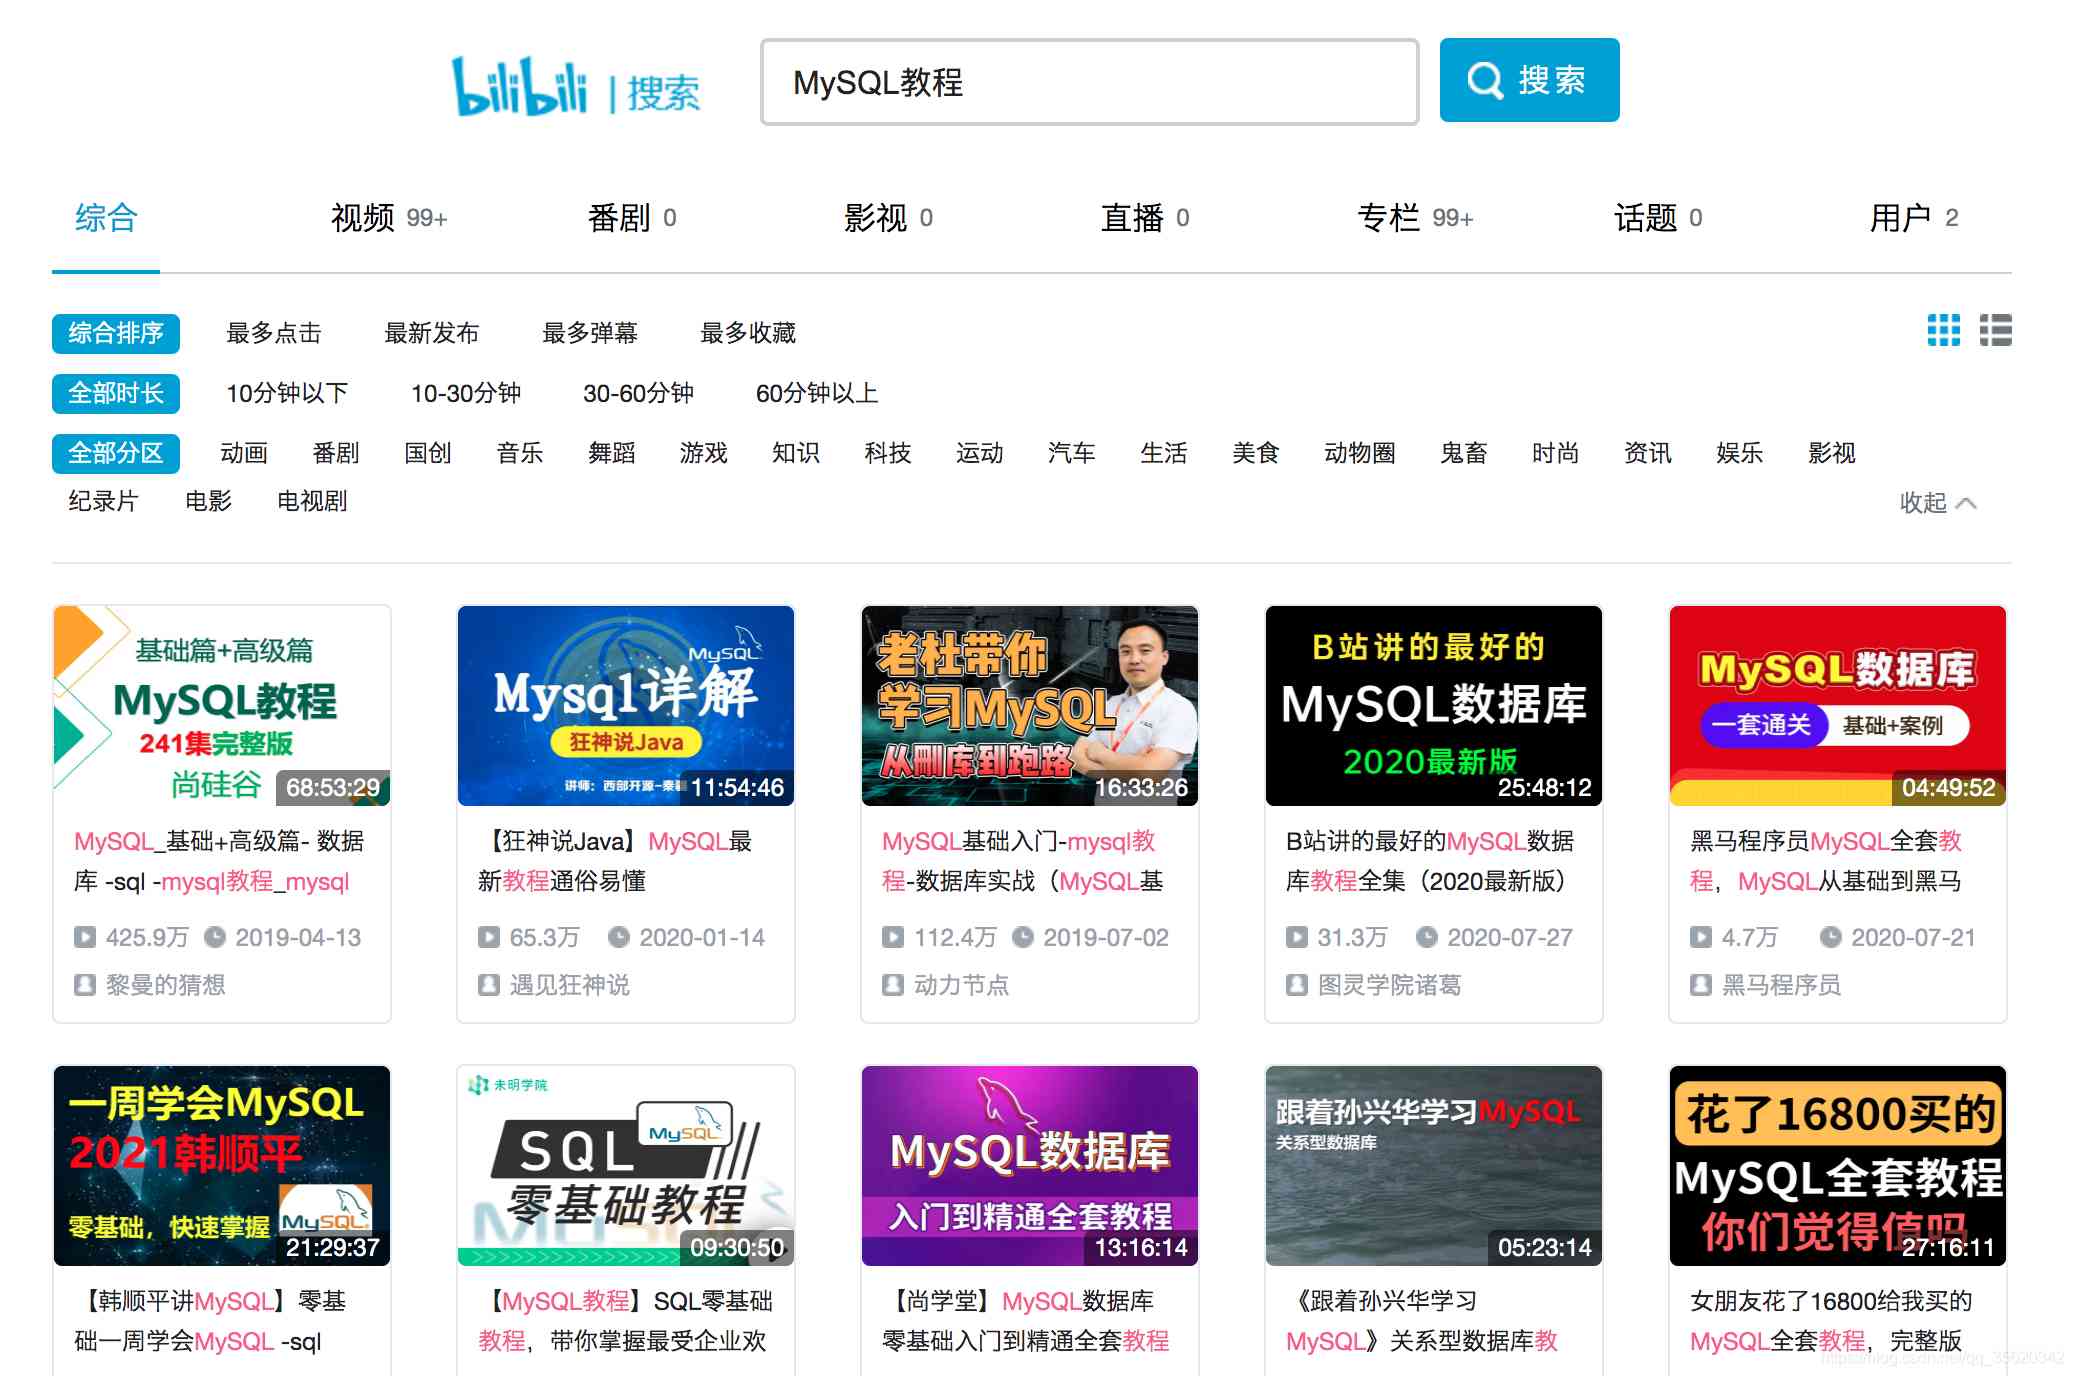 bilibili | 搜索
MySQL教程
搜索
综合 视频 99+ 番剧 0 影视 0 直播 0 专栏 99+ 话题 0 用户 2
综合排序 最多点击 最新发布 最多弹幕 最多收藏
全部时长 10分钟以下 10-30分钟 30-60分钟 60分钟以上
全部分区 动画 番剧 国创 音乐 舞蹈 游戏 知识 科技 运动 汽车 生活 美食 动物圈 鬼畜 时尚 资讯 娱乐 影视
纪录片 电影 电视剧 收起
基础篇+高级篇
MySQL教程
241集完整版
尚硅谷
68:53:29
MySQL_基础+高级篇- 数据
库 -sql -mysql教程_mysql
425.9万 2019-04-13
黎曼的猜想
MySQL
Mysql详解
狂神说Java
讲师：西部开源-秦疆
11:54:46
【狂神说Java】MySQL最
新教程通俗易懂
65.3万 2020-01-14
遇见狂神说
老杜带你
学习MySQL
从删库到跑路
16:33:26
MySQL基础入门-mysql教
程-数据库实战（MySQL基
112.4万 2019-07-02
动力节点
B站讲的最好的
MySQL数据库
2020最新版
25:48:12
B站讲的最好的MySQL数据
库教程全集（2020最新版）
31.3万 2020-07-27
图灵学院诸葛
MySQL数据库
一套通关 基础+案例
04:49:52
黑马程序员MySQL全套教
程，MySQL从基础到黑马
4.7万 2020-07-21
黑马程序员
一周学会MySQL
2021韩顺平
零基础，快速掌握
MySQL
21:29:37
【韩顺平讲MySQL】零基
础一周学会MySQL -sql
未明学院
MySQL
SQL
零基础教程
MySQL
09:30:50
【MySQL教程】SQL零基础
教程，带你掌握最受企业欢
MySQL数据库
入门到精通全套教程
13:16:14
【尚学堂】MySQL数据库
零基础入门到精通全套教程
跟着孙兴华学习MySQL
关系型数据库
05:23:14
《跟着孙兴华学习
MySQL》关系型数据库教
花了16800买的
MySQL全套教程
你们觉得值吗
27:16:11
女朋友花了16800给我买的
MySQL全套教程，完整版